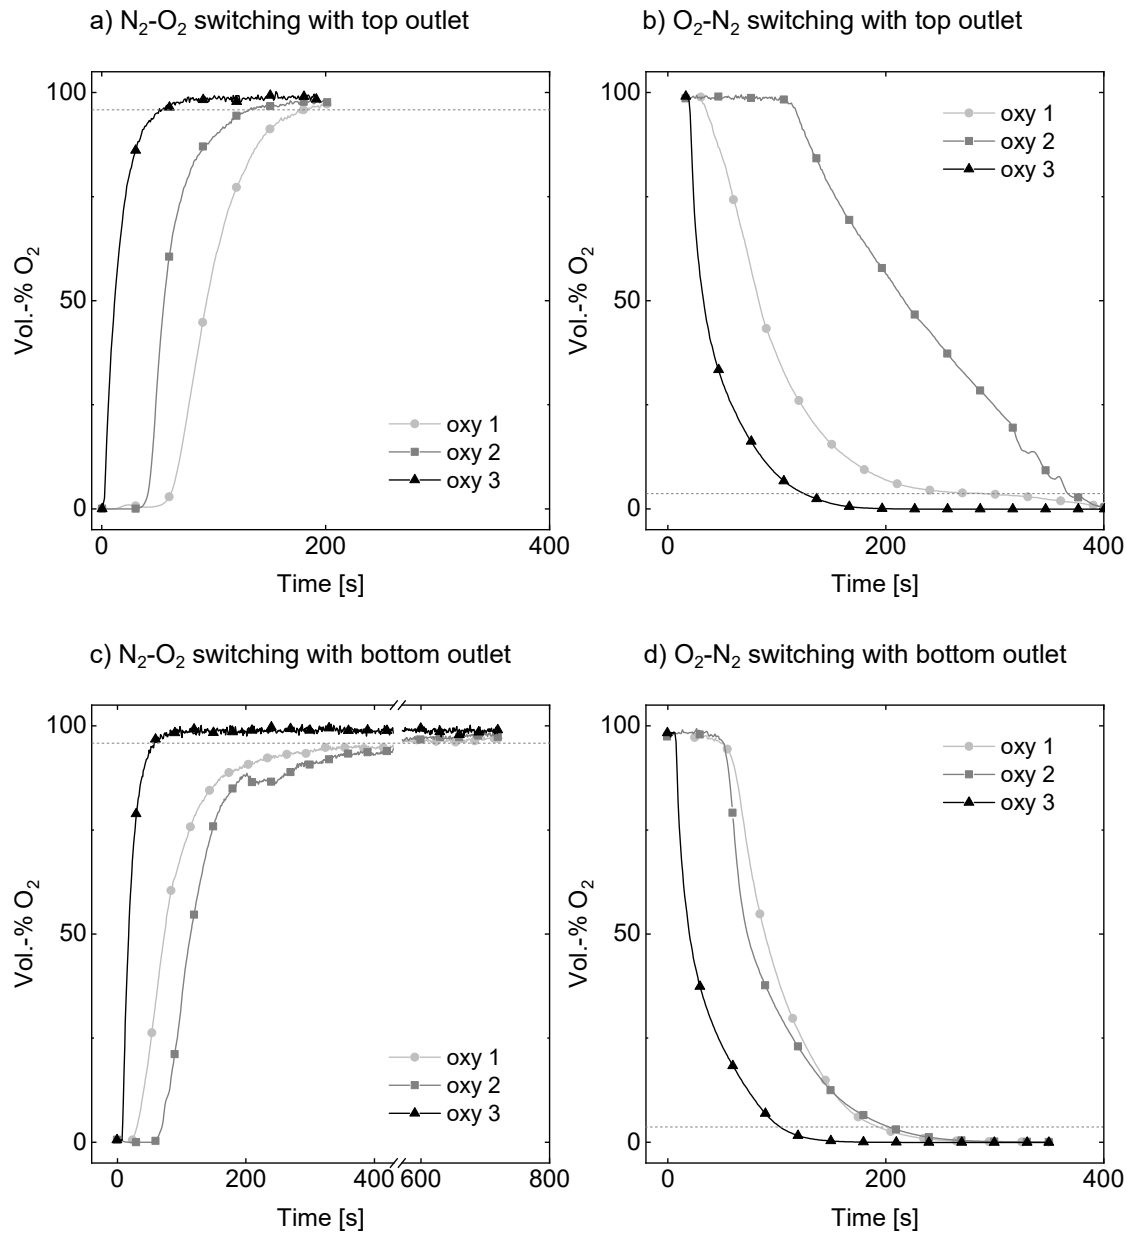 a) N₂-O₂ switching with top outlet
100
50
0
Vol.-% O₂
0 200 400
Time [s]
oxy 1
oxy 2
oxy 3
b) O₂-N₂ switching with top outlet
100
50
0
Vol.-% O₂
0 200 400
Time [s]
oxy 1
oxy 2
oxy 3
c) N₂-O₂ switching with bottom outlet
100
50
0
Vol.-% O₂
0 200 400 600 800
Time [s]
oxy 1
oxy 2
oxy 3
d) O₂-N₂ switching with bottom outlet
100
50
0
Vol.-% O₂
0 200 400
Time [s]
oxy 1
oxy 2
oxy 3